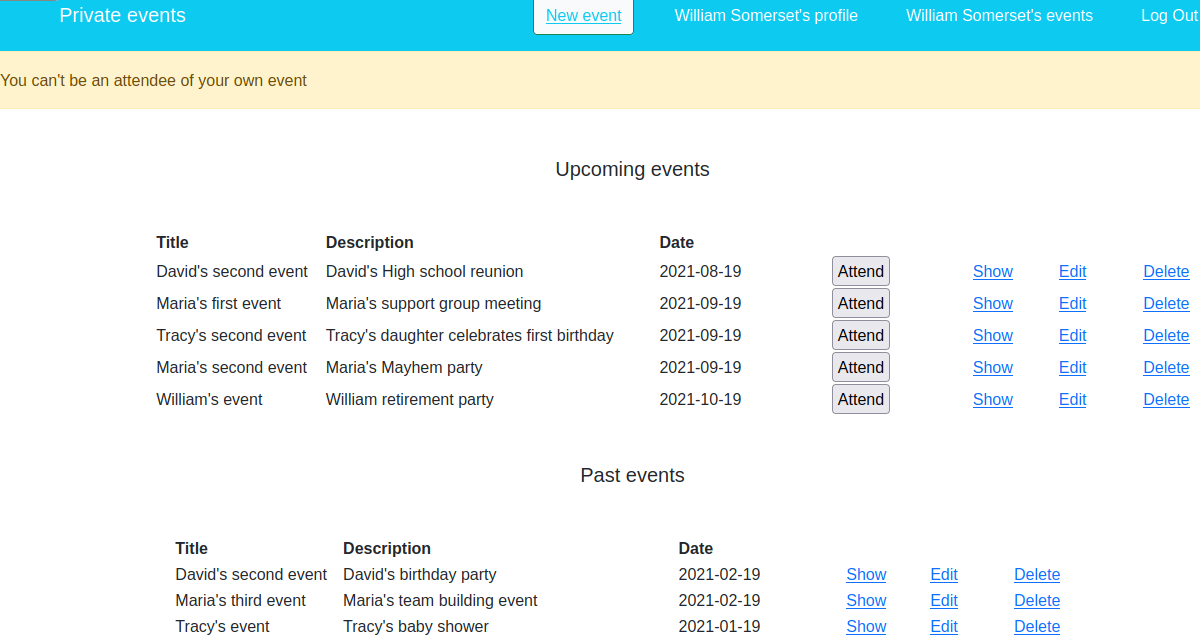 Private events New event William Somerset's profile William Somerset's events Log Out
You can't be an attendee of your own event
Upcoming events
Title Description Date
David's second event David's High school reunion 2021-08-19 Attend Show Edit Delete
Maria's first event Maria's support group meeting 2021-09-19 Attend Show Edit Delete
Tracy's second event Tracy's daughter celebrates first birthday 2021-09-19 Attend Show Edit Delete
Maria's second event Maria's Mayhem party 2021-09-19 Attend Show Edit Delete
William's event William retirement party 2021-10-19 Attend Show Edit Delete
Past events
Title Description Date
David's second event David's birthday party 2021-02-19 Show Edit Delete
Maria's third event Maria's team building event 2021-02-19 Show Edit Delete
Tracy's event Tracy's baby shower 2021-01-19 Show Edit Delete